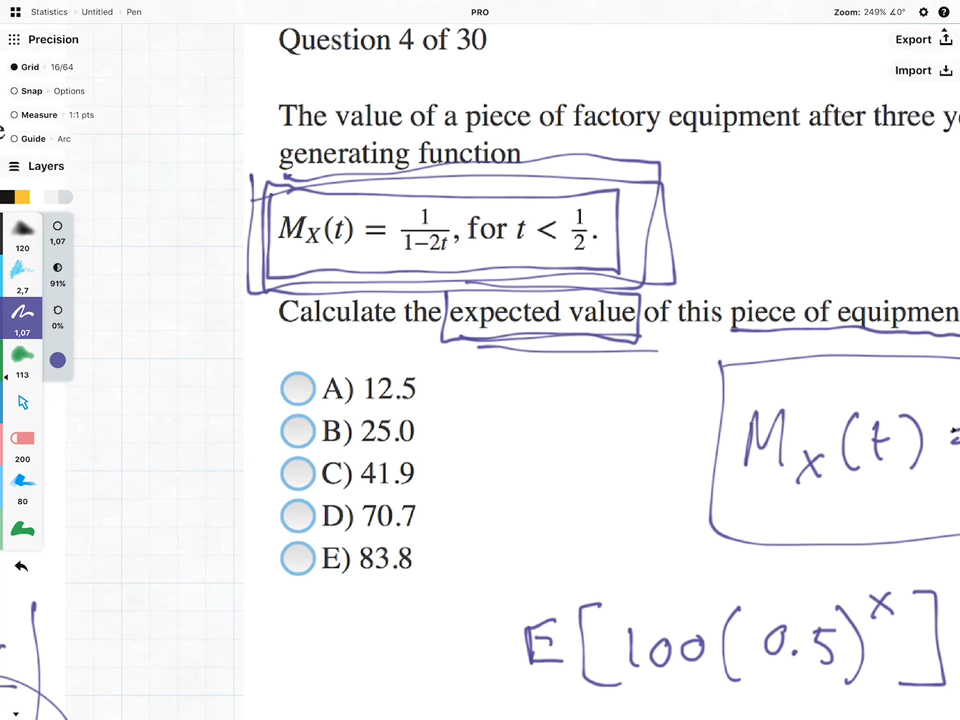 Statistics › Untitled › Pen
PRO
Zoom: 249% ∠0°
Precision
Export
Import
Grid › 16/64
Snap › Options
Measure › 1:1 pts
Guide › Arc
Layers
120
2,7
1,07
113
200
80
1,07
91%
0%
Question 4 of 30
The value of a piece of factory equipment after three
generating function
M_X(t) = 1/(1−2t), for t < 1/2.
Calculate the expected value of this piece of
A) 12.5
B) 25.0
C) 41.9
D) 70.7
E) 83.8
M_X(t) =
E[100(0.5)^X]